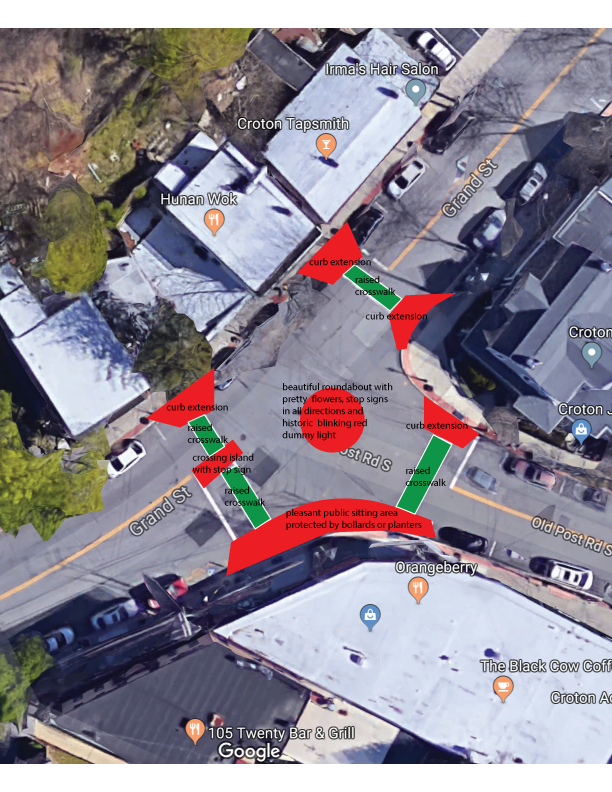 Irma's Hair Salon
Croton Tapsmith
Grand St
Hunan Wok
curb extension
raised
crosswalk
curb extension
Croton
beautiful roundabout with
pretty flowers, stop signs
in all directions and
historic blinking red
dummy light
Croton J
curb extension
raised
crosswalk
curb extension
crossing island
with stop sign
ost Rd S
raised
crosswalk
raised
crosswalk
Grand St
pleasant public sitting area
protected by bollards or planters
Old Post Rd S
Orangeberry
The Black Cow Coff
Croton Ac
105 Twenty Bar & Grill
Google